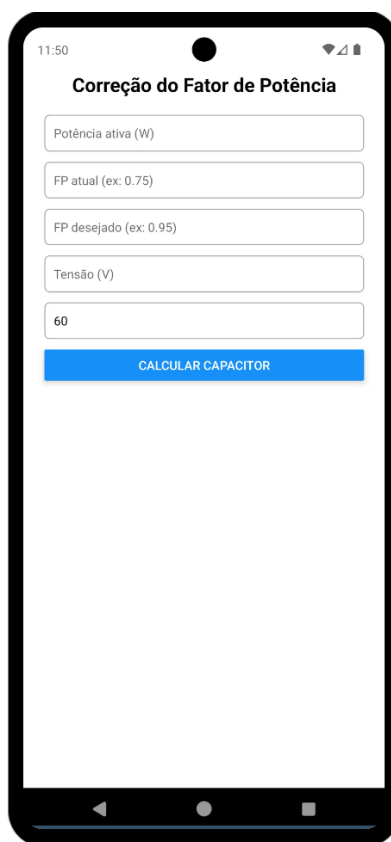 11:50
Correção do Fator de Potência
Potência ativa (W)
FP atual (ex: 0.75)
FP desejado (ex: 0.95)
Tensão (V)
60
CALCULAR CAPACITOR